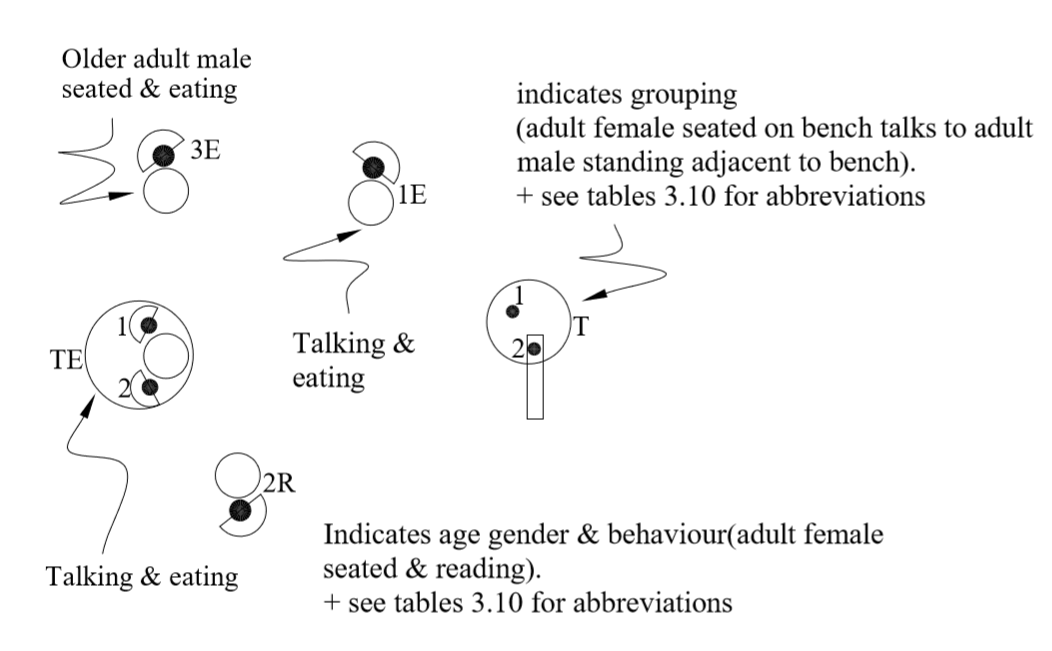 Older adult male
seated & eating
3E
1E
indicates grouping
(adult female seated on bench talks to adult
male standing adjacent to bench).
+ see tables 3.10 for abbreviations
1
T
2
Talking &
eating
1
TE
2
2R
Talking & eating
Indicates age gender & behaviour(adult female
seated & reading).
+ see tables 3.10 for abbreviations